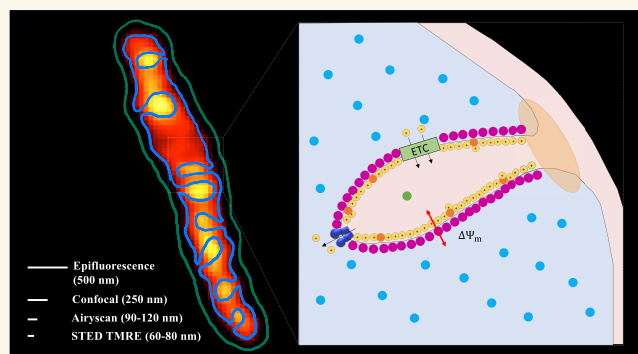 ETC
ΔΨm
Epifluorescence
(500 nm)
Confocal (250 nm)
Airyscan (90-120 nm)
STED TMRE (60-80 nm)